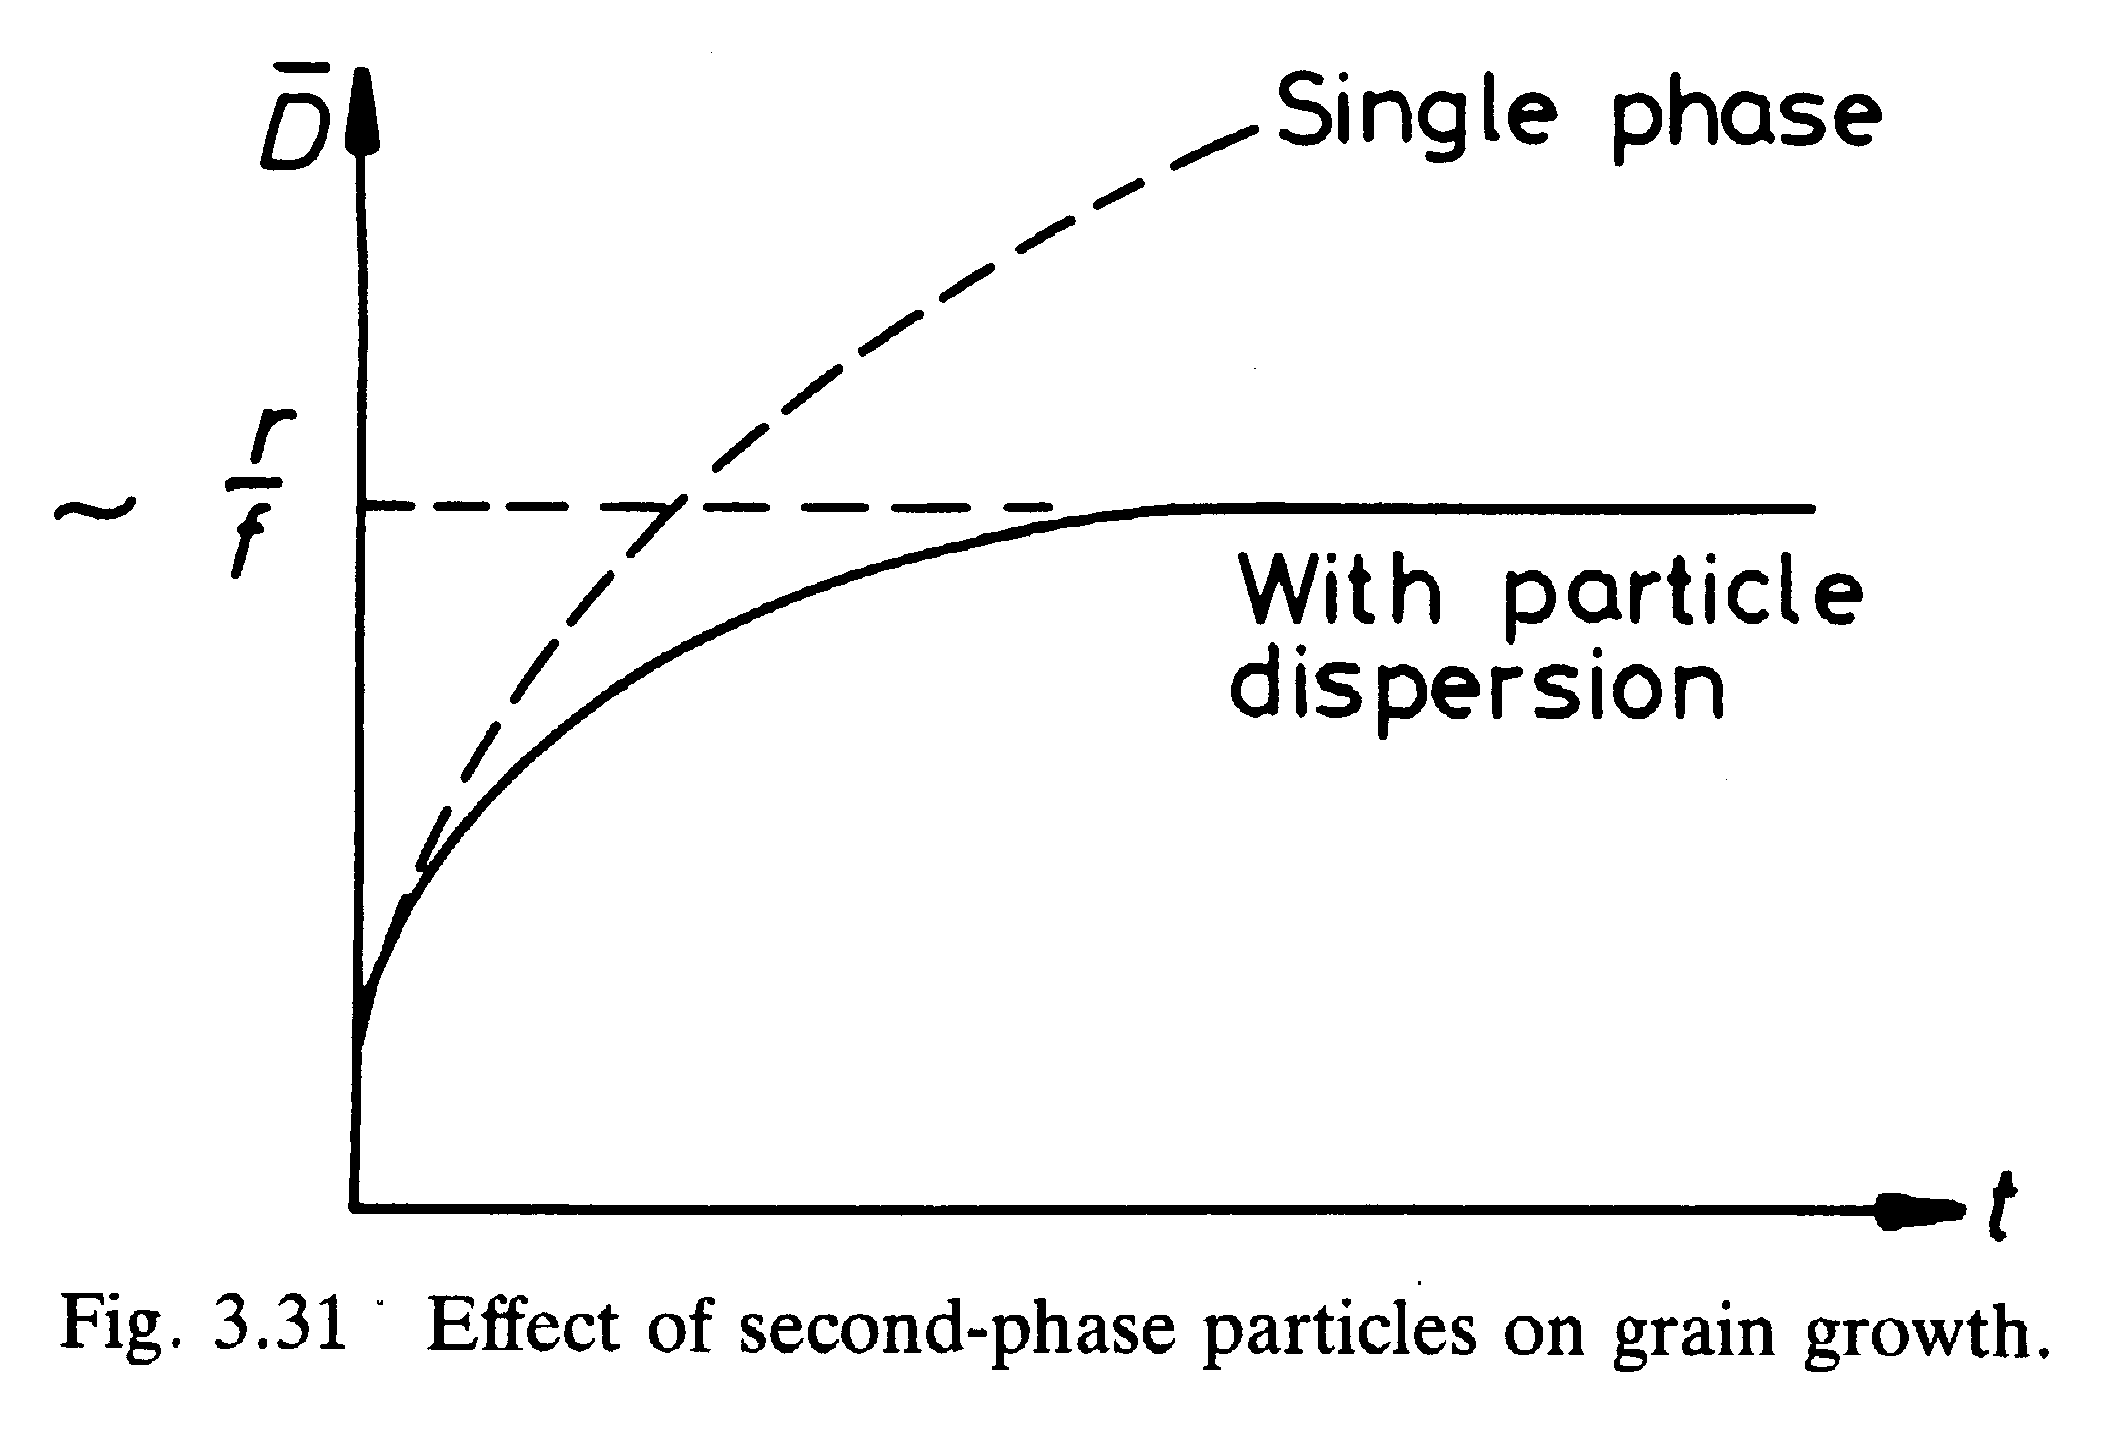 D̅
Single phase
~ r/f
With particle
dispersion
t
Fig. 3.31 Effect of second-phase particles on grain growth.